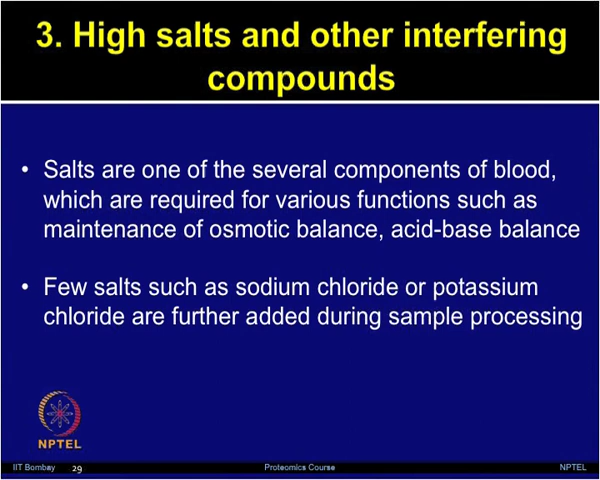 3. High salts and other interfering
compounds
• Salts are one of the several components of blood,
which are required for various functions such as
maintenance of osmotic balance, acid-base balance
• Few salts such as sodium chloride or potassium
chloride are further added during sample processing
NPTEL
IIT Bombay 29 Proteomics Course NPTEL